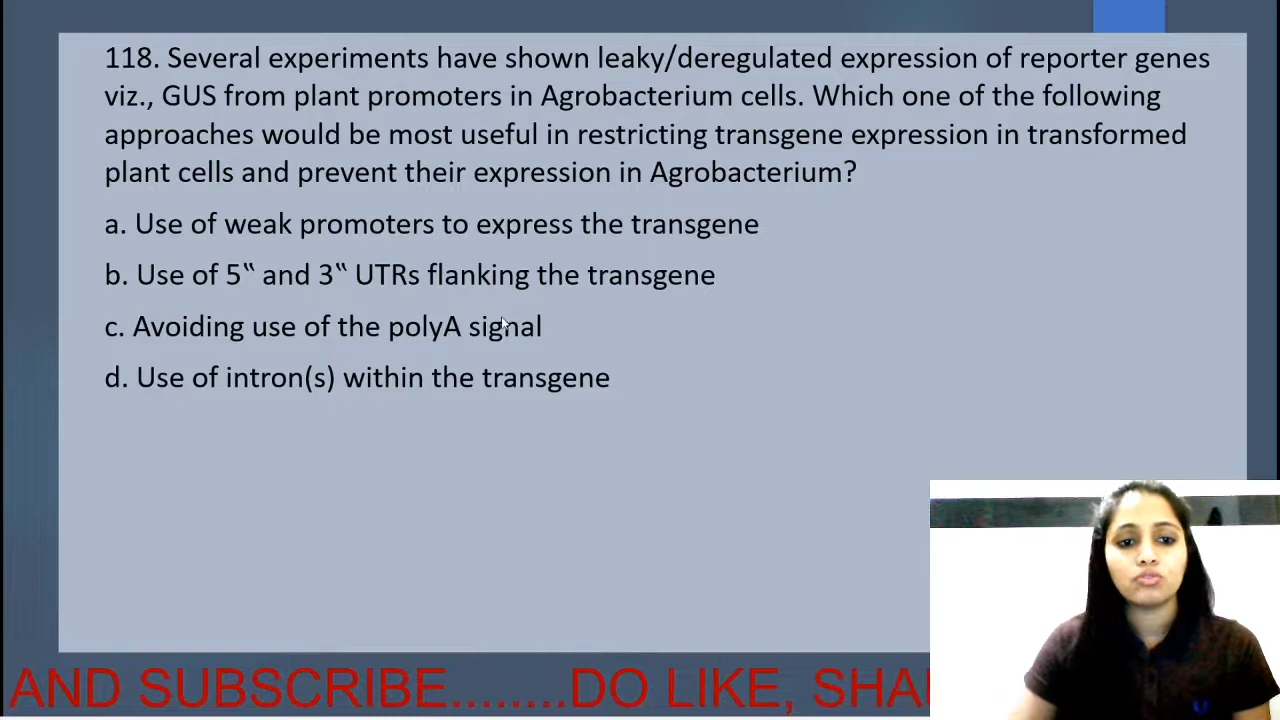 118. Several experiments have shown leaky/deregulated expression of reporter genes
viz., GUS from plant promoters in Agrobacterium cells. Which one of the following
approaches would be most useful in restricting transgene expression in transformed
plant cells and prevent their expression in Agrobacterium?
a. Use of weak promoters to express the transgene
b. Use of 5‟ and 3‟ UTRs flanking the transgene
c. Avoiding use of the polyA signal
d. Use of intron(s) within the transgene
AND SUBSCRIBE........DO LIKE, SHA